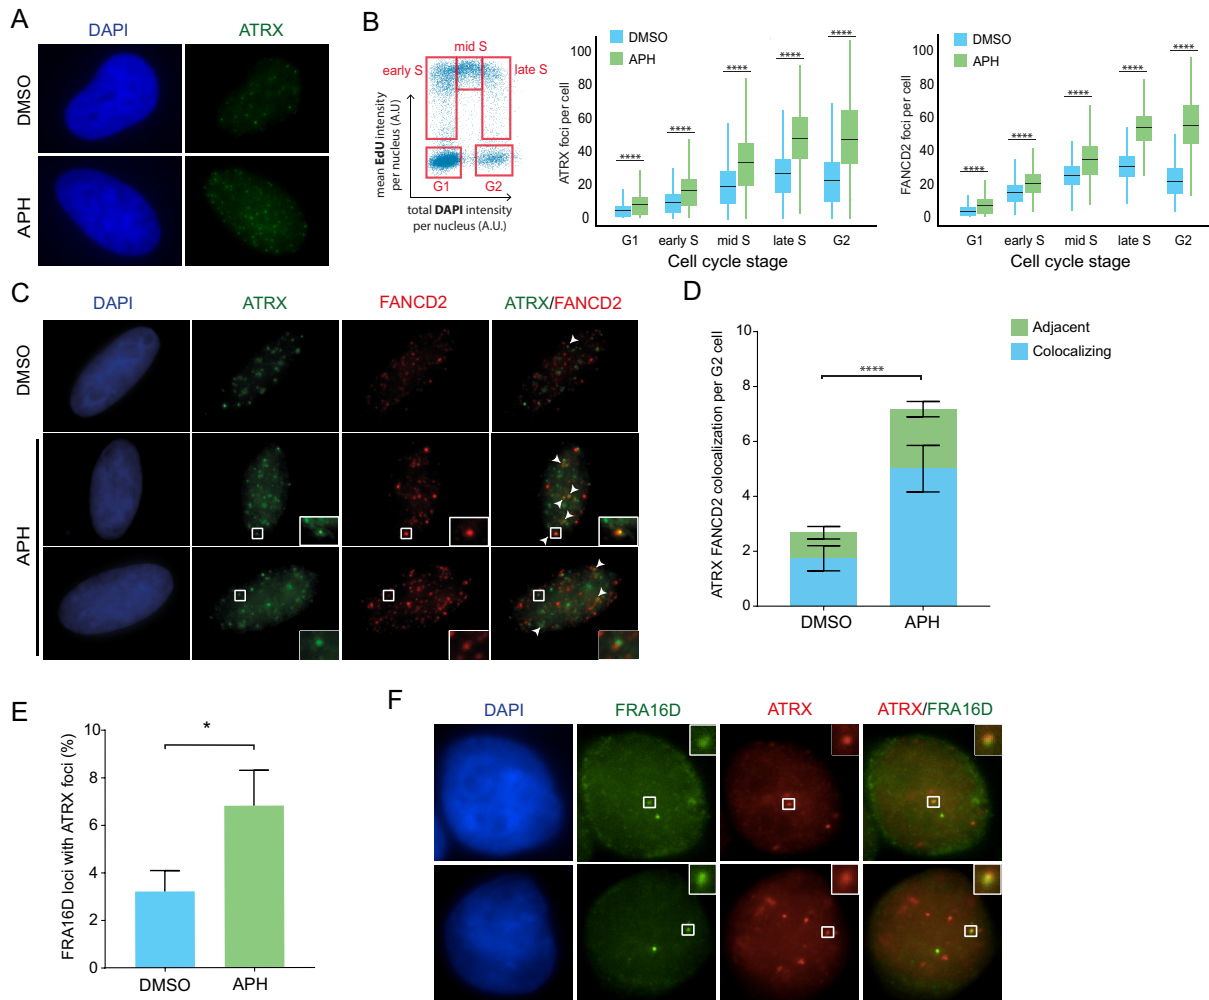 A
DAPI
ATRX
DMSO
APH
B
mid S
early S
late S
mean EdU intensity
per nucleus (A.U.)
G1
G2
total DAPI intensity
per nucleus (A.U.)
DMSO
APH
ATRX foci per cell
100
80
60
40
20
0
****
****
****
****
****
G1
early S
mid S
late S
G2
Cell cycle stage
DMSO
APH
FANCD2 foci per cell
100
80
60
40
20
0
****
****
****
****
****
G1
early S
mid S
late S
G2
Cell cycle stage
C
DAPI
ATRX
FANCD2
ATRX/FANCD2
DMSO
APH
D
Adjacent
Colocalizing
ATRX FANCD2 colocalization per G2 cell
10
8
6
4
2
0
****
DMSO
APH
E
FRA16D loci with ATRX foci (%)
10
8
6
4
2
0
*
DMSO
APH
F
DAPI
FRA16D
ATRX
ATRX/FRA16D